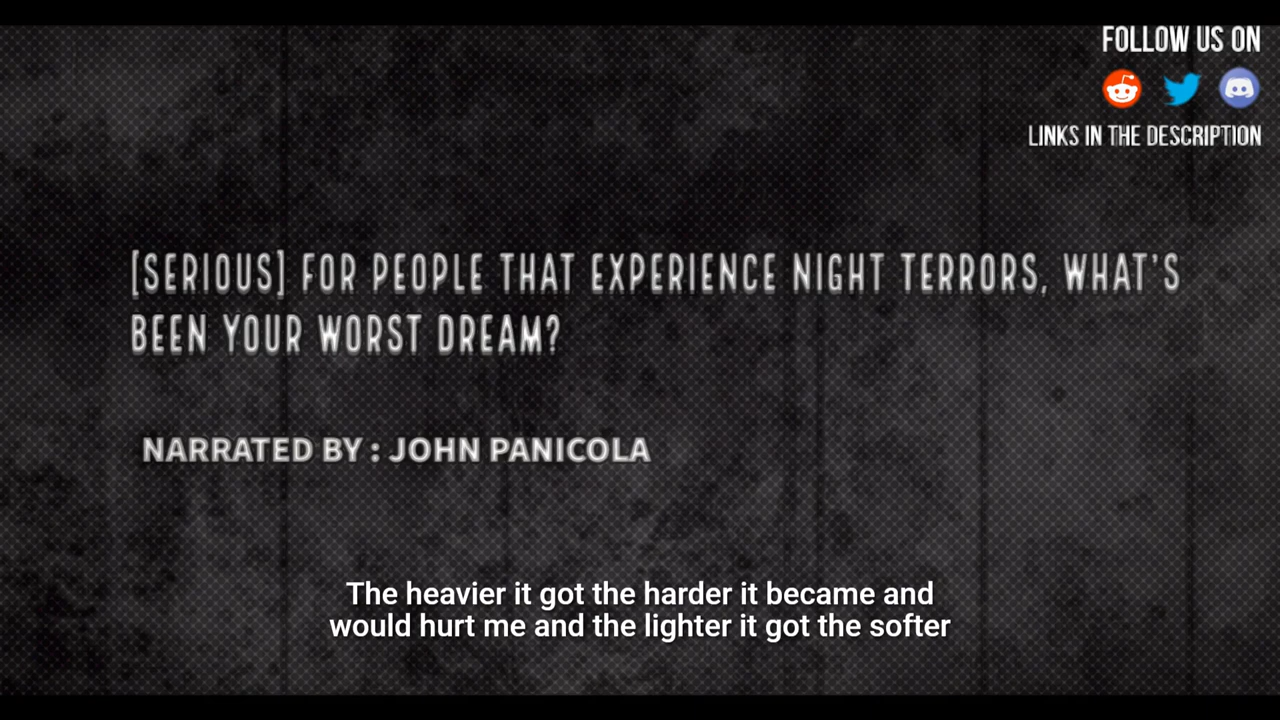 FOLLOW US ON
LINKS IN THE DESCRIPTION
[SERIOUS] FOR PEOPLE THAT EXPERIENCE NIGHT TERRORS, WHAT'S
BEEN YOUR WORST DREAM?
NARRATED BY : JOHN PANICOLA
The heavier it got the harder it became and
would hurt me and the lighter it got the softer